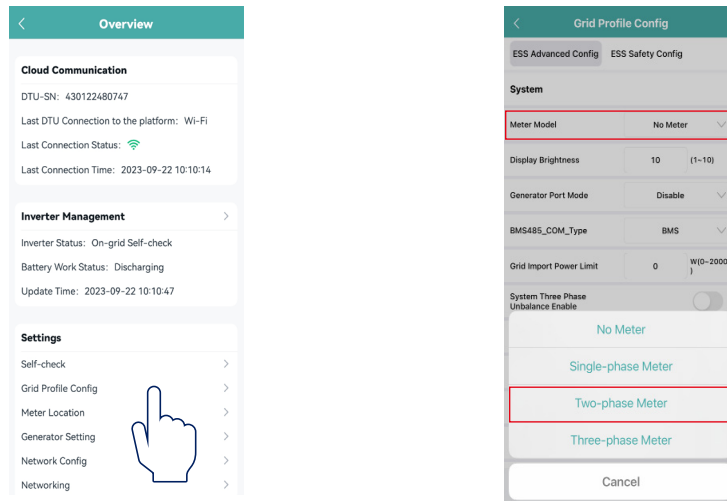 Overview
Cloud Communication
DTU-SN: 430122480747
Last DTU Connection to the platform: Wi-Fi
Last Connection Status:
Last Connection Time: 2023-09-22 10:10:14
Inverter Management
Inverter Status: On-grid Self-check
Battery Work Status: Discharging
Update Time: 2023-09-22 10:10:47
Settings
Self-check
Grid Profile Config
Meter Location
Generator Setting
Network Config
Networking
Grid Profile Config
ESS Advanced Config ESS Safety Config
System
Meter Model No Meter
Display Brightness 10 (1~10)
Generator Port Mode Disable
BMS485_COM_Type BMS
Grid Import Power Limit 0 W(0~2000
)
System Three Phase
Unbalance Enable
No Meter
Single-phase Meter
Two-phase Meter
Three-phase Meter
Cancel